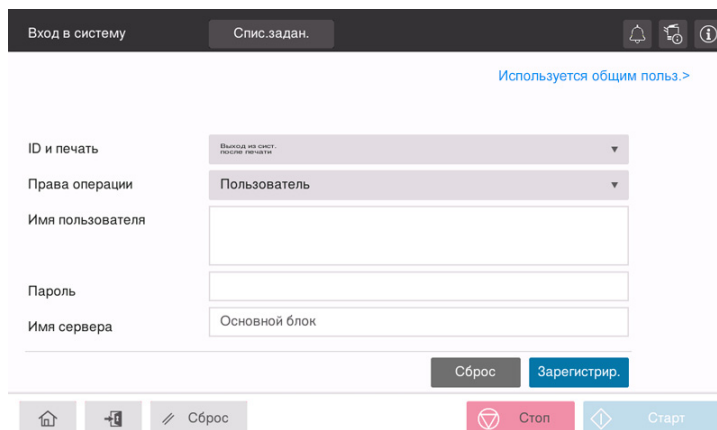 Вход в систему
Спис.задан.
Используется общим польз.>
ID и печать
Выход из сист.
после печати
Права операции
Пользователь
Имя пользователя
Пароль
Имя сервера
Основной блок
Сброс
Зарегистрир.
Сброс
Стоп
Старт